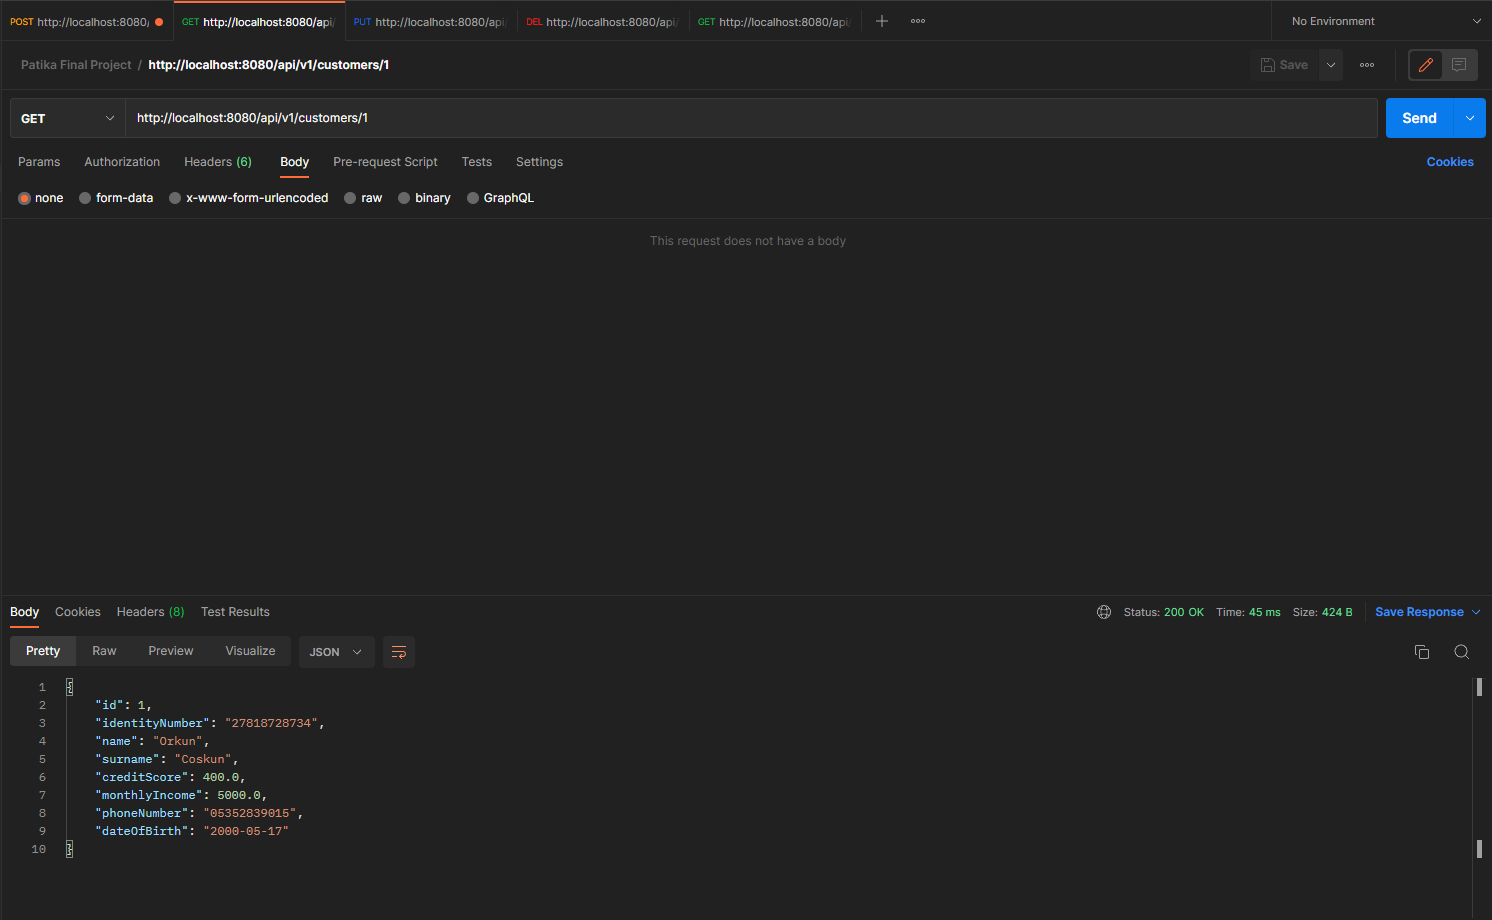 POST http://localhost:8080/ GET http://localhost:8080/api/ PUT http://localhost:8080/api/ DEL http://localhost:8080/api/ GET http://localhost:8080/api/ No Environment
Patika Final Project / http://localhost:8080/api/v1/customers/1 Save
GET http://localhost:8080/api/v1/customers/1 Send
Params Authorization Headers (6) Body Pre-request Script Tests Settings Cookies
none form-data x-www-form-urlencoded raw binary GraphQL
This request does not have a body
Body Cookies Headers (8) Test Results Status: 200 OK Time: 45 ms Size: 424 B Save Response
Pretty Raw Preview Visualize JSON
1 {
2 "id": 1,
3 "identityNumber": "27818728734",
4 "name": "Orkun",
5 "surname": "Coskun",
6 "creditScore": 400.0,
7 "monthlyIncome": 5000.0,
8 "phoneNumber": "05352839015",
9 "dateOfBirth": "2000-05-17"
10 }